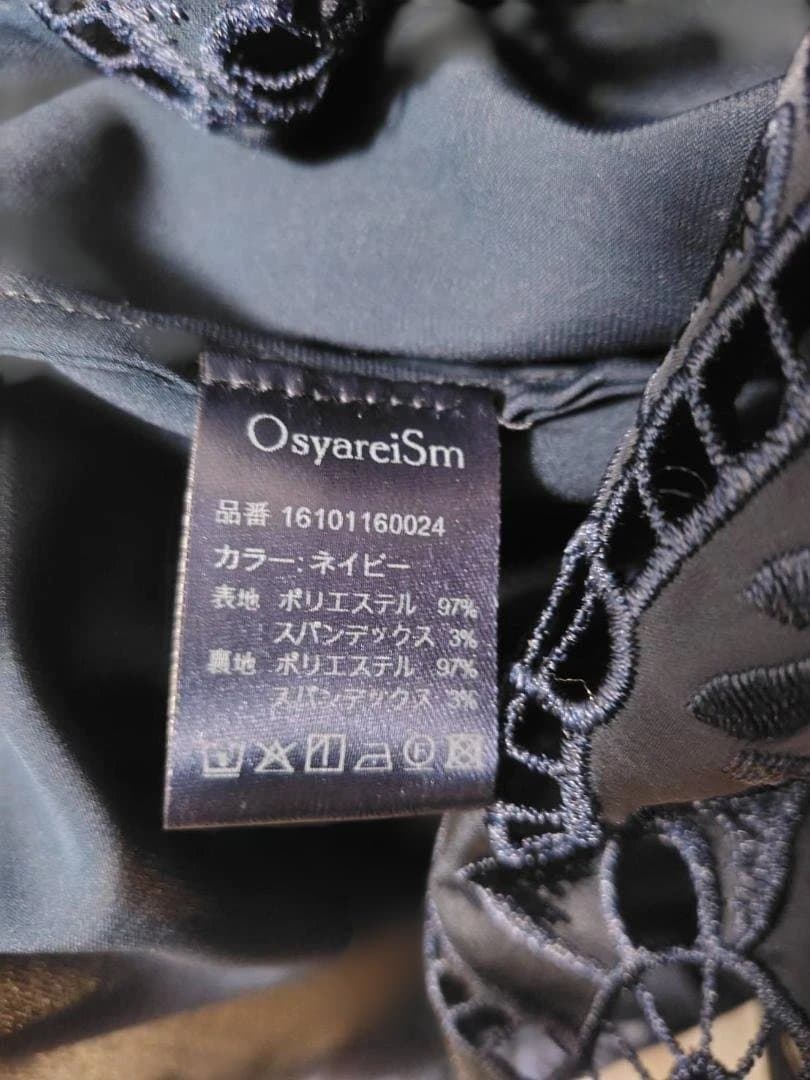 OsyareiSm
品番 16101160024
カラー:ネイビー
表地 ポリエステル 97%
スパンデックス 3%
裏地 ポリエステル 97%
スパンデックス 3%
F